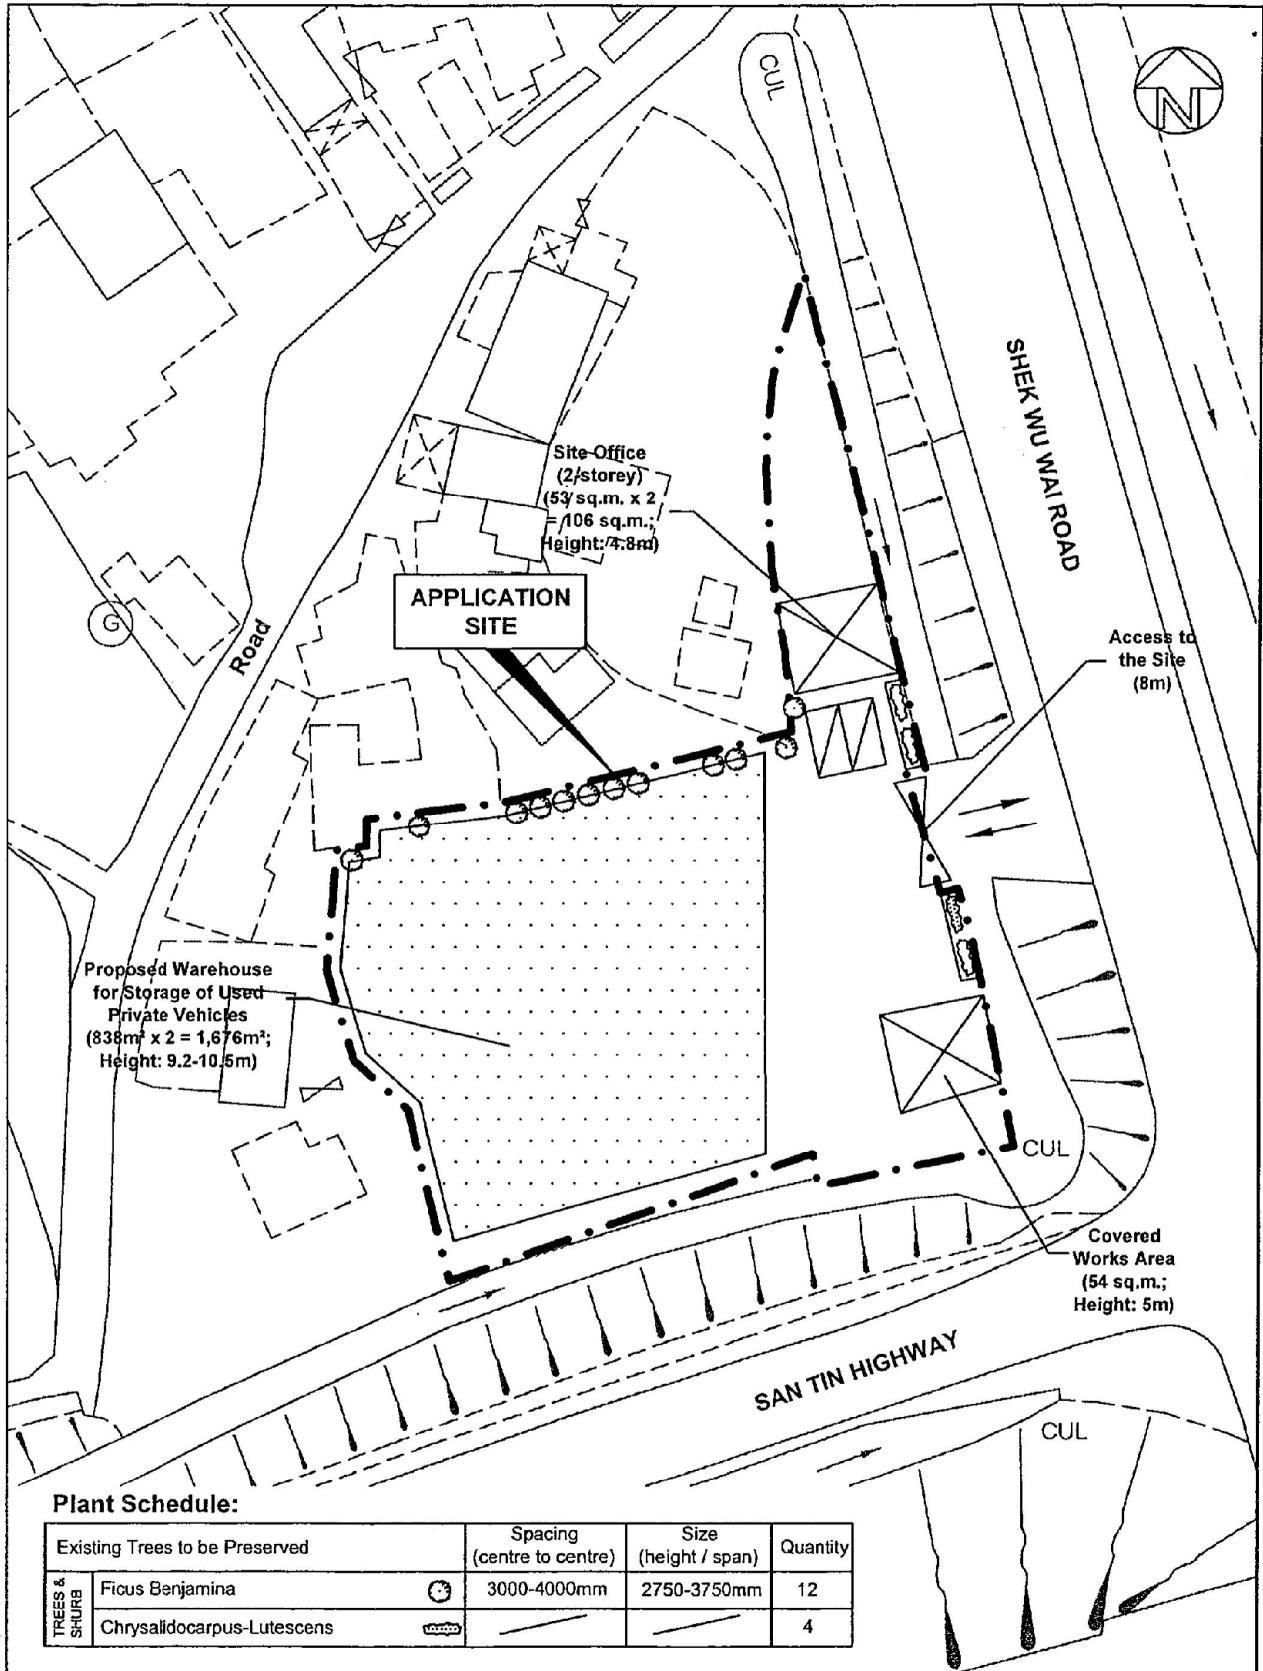 CUL
N
SHEK WU WAI ROAD
Site Office
(2 storey)
(53 sq.m. x 2
= 106 sq.m.;
Height: 4.8m)
APPLICATION
SITE
G
Road
Access to
the Site
(8m)
Proposed Warehouse
for Storage of Used
Private Vehicles
(838m² x 2 = 1,676m²;
Height: 9.2-10.5m)
CUL
Covered
Works Area
(54 sq.m.;
Height: 5m)
SAN TIN HIGHWAY
CUL
Plant Schedule:
Existing Trees to be Preserved Spacing (centre to centre) Size (height / span) Quantity
TREES & SHURB
Ficus Benjamina 3000-4000mm 2750-3750mm 12
Chrysalidocarpus-Lutescens 4